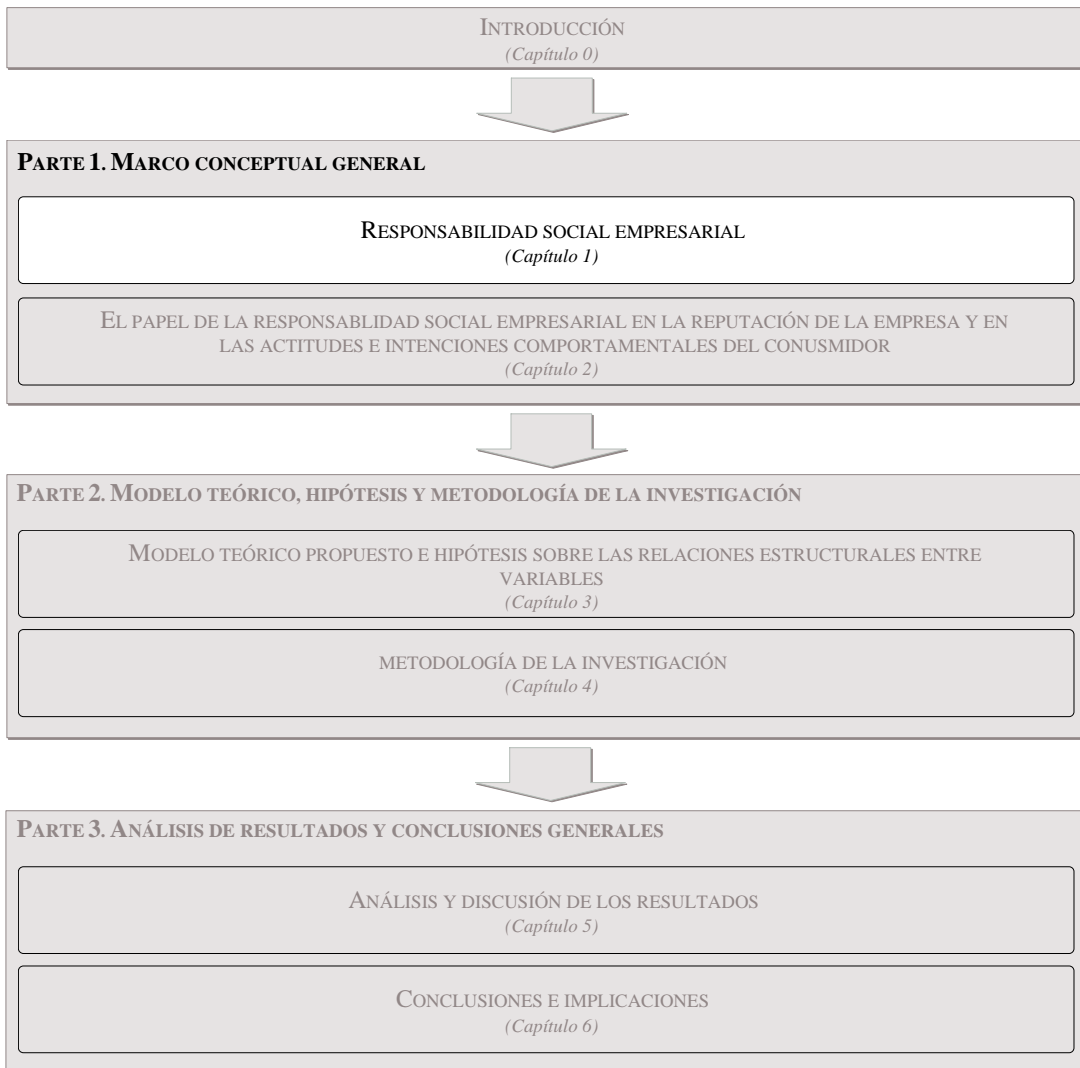 INTRODUCCIÓN
(Capítulo 0)
PARTE 1. MARCO CONCEPTUAL GENERAL
RESPONSABILIDAD SOCIAL EMPRESARIAL
(Capítulo 1)
EL PAPEL DE LA RESPONSABLIDAD SOCIAL EMPRESARIAL EN LA REPUTACIÓN DE LA EMPRESA Y EN
LAS ACTITUDES E INTENCIONES COMPORTAMENTALES DEL CONUSMIDOR
(Capítulo 2)
PARTE 2. MODELO TEÓRICO, HIPÓTESIS Y METODOLOGÍA DE LA INVESTIGACIÓN
MODELO TEÓRICO PROPUESTO E HIPÓTESIS SOBRE LAS RELACIONES ESTRUCTURALES ENTRE
VARIABLES
(Capítulo 3)
METODOLOGÍA DE LA INVESTIGACIÓN
(Capítulo 4)
PARTE 3. ANÁLISIS DE RESULTADOS Y CONCLUSIONES GENERALES
ANÁLISIS Y DISCUSIÓN DE LOS RESULTADOS
(Capítulo 5)
CONCLUSIONES E IMPLICACIONES
(Capítulo 6)